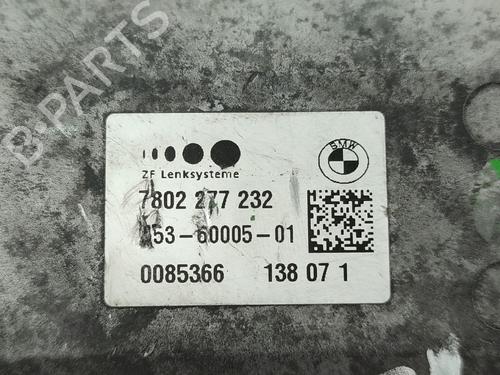 B-PARTS
BMW
ZF Lenksysteme
7802 277 232
53-60005-01
0085366 138 07 1